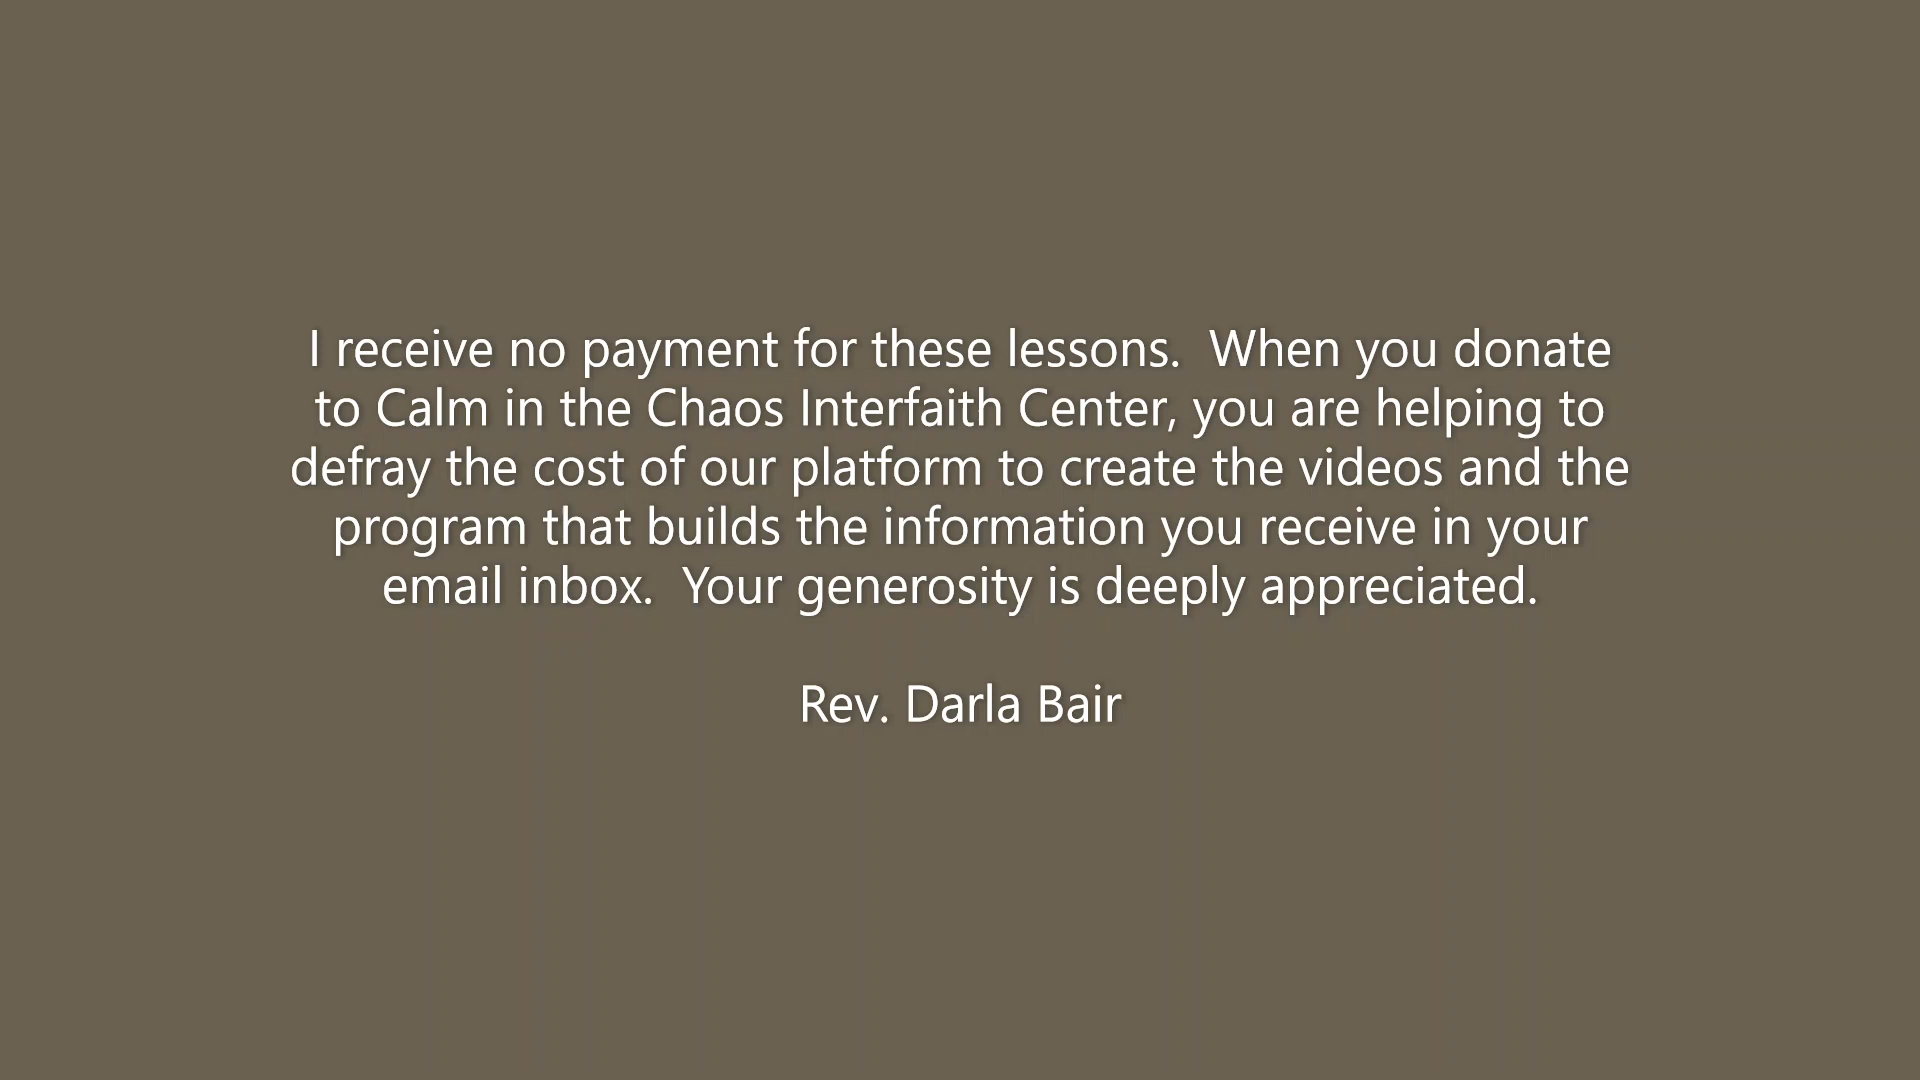 I receive no payment for these lessons.  When you donate
to Calm in the Chaos Interfaith Center, you are helping to
defray the cost of our platform to create the videos and the
program that builds the information you receive in your
email inbox.  Your generosity is deeply appreciated.
Rev. Darla Bair